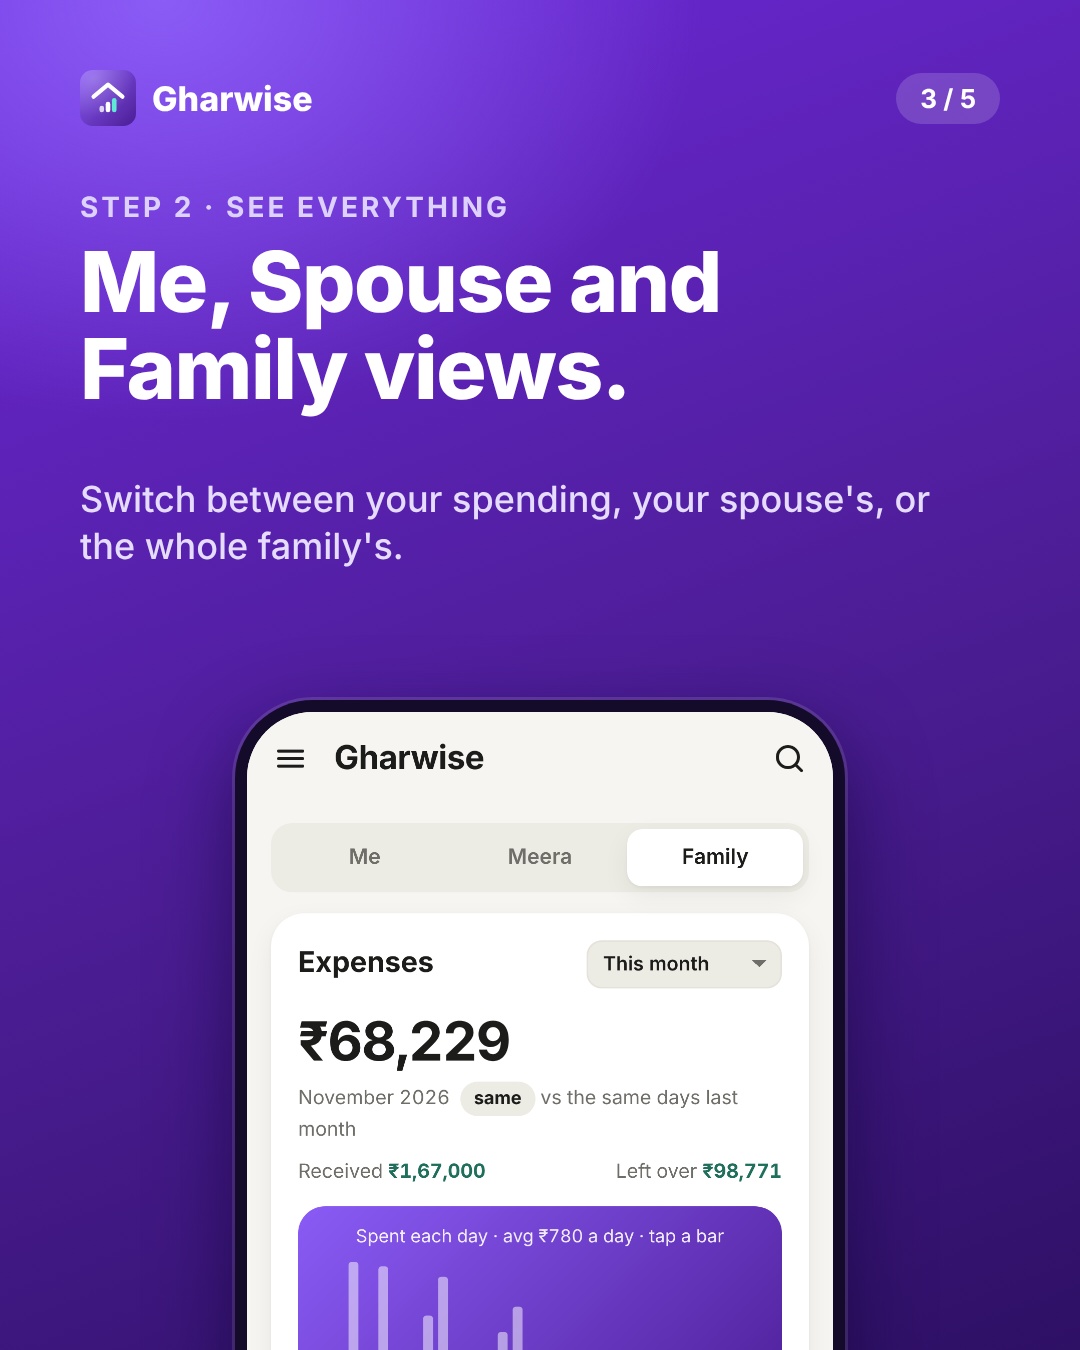 Gharwise
3 / 5
STEP 2 · SEE EVERYTHING
Me, Spouse and
Family views.
Switch between your spending, your spouse's, or
the whole family's.
Gharwise
Me Meera Family
Expenses This month
₹68,229
November 2026 same vs the same days last
month
Received ₹1,67,000 Left over ₹98,771
Spent each day · avg ₹780 a day · tap a bar